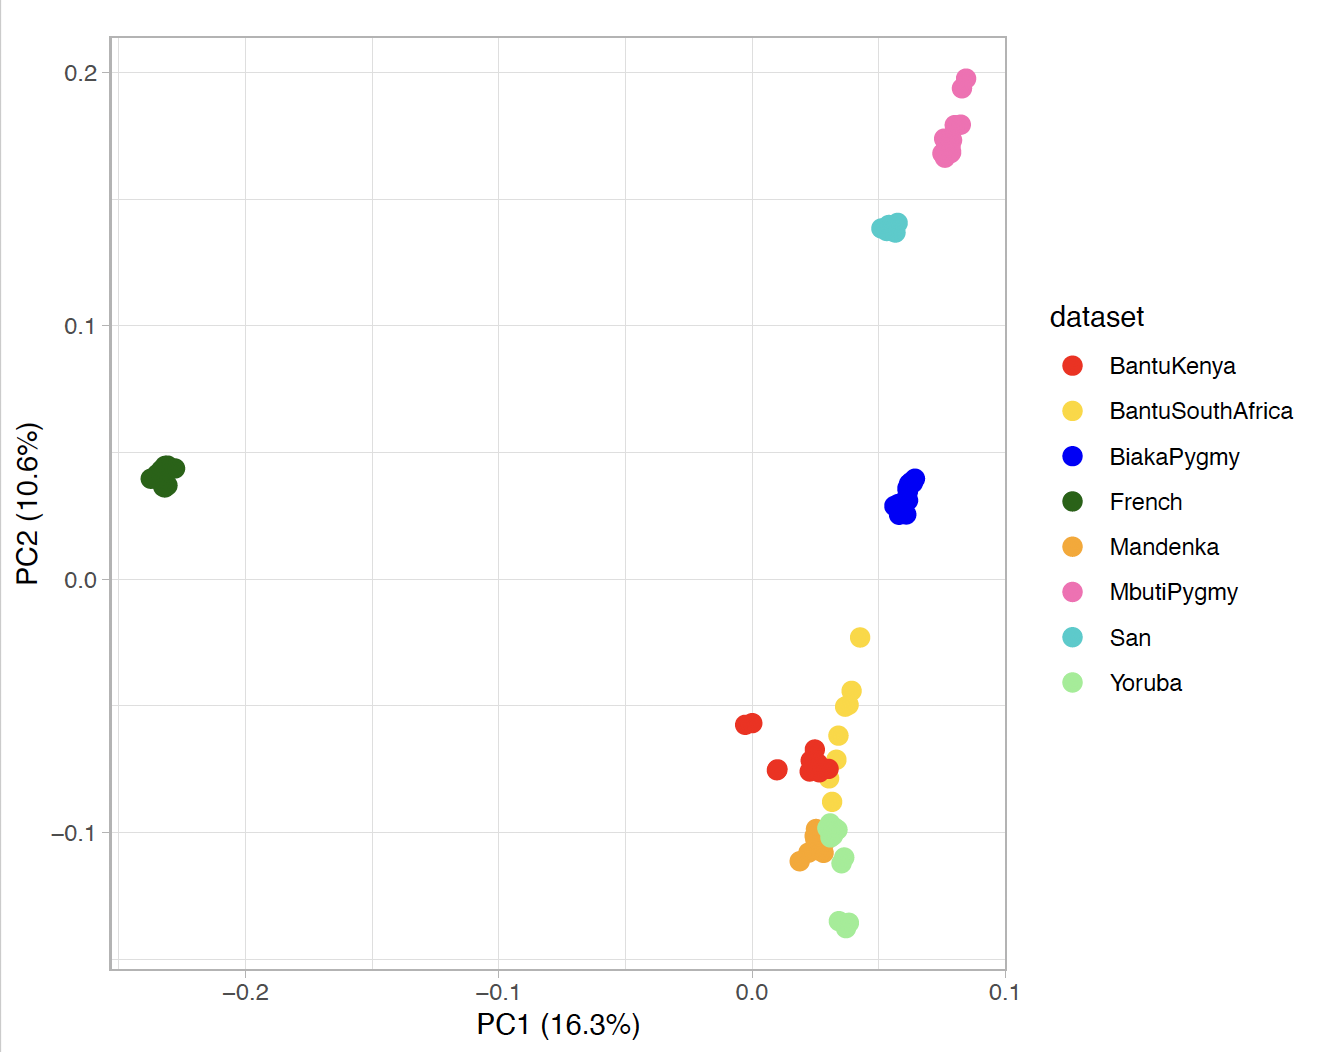 0.2
0.1
0.0
−0.1
PC2 (10.6%)
−0.2
−0.1
0.0
0.1
PC1 (16.3%)
dataset
BantuKenya
BantuSouthAfrica
BiakaPygmy
French
Mandenka
MbutiPygmy
San
Yoruba